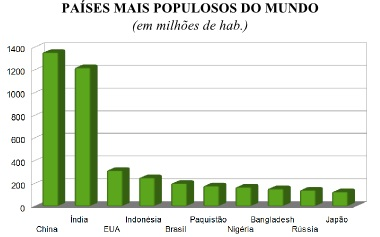 PAÍSES MAIS POPULOSOS DO MUNDO
(em milhões de hab.)
1400
1200
1000
800
600
400
200
0
Índia Indonésia Paquistão Bangladesh Japão
China EUA Brasil Nigéria Rússia